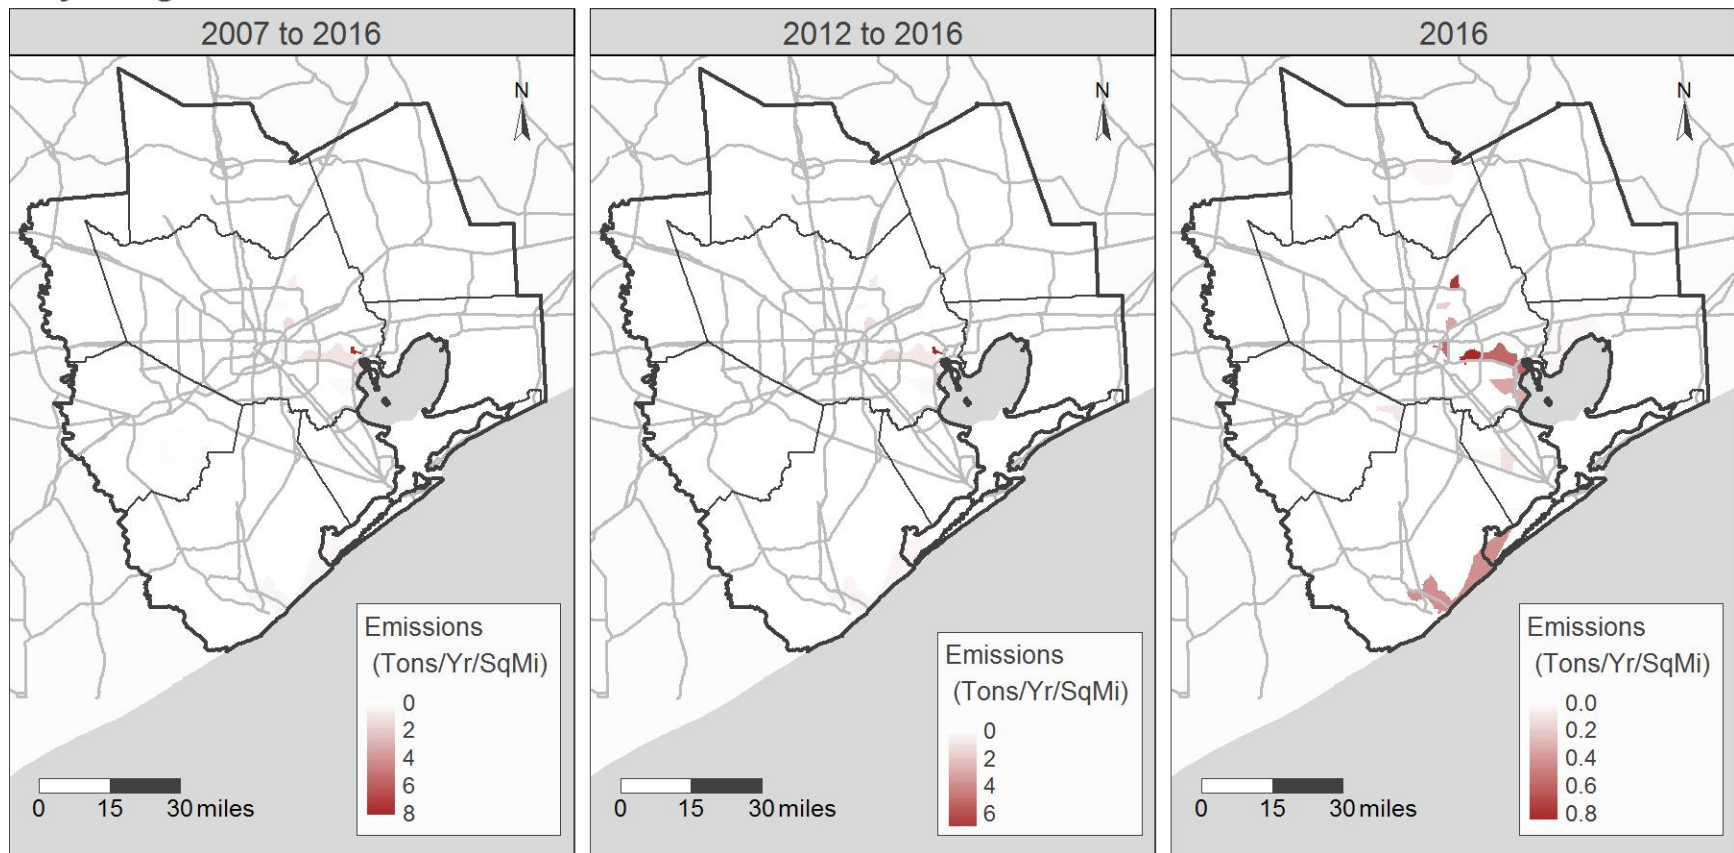 2007 to 2016
N
Emissions
(Tons/Yr/SqMi)
0
2
4
6
8
0 15 30 miles
2012 to 2016
N
Emissions
(Tons/Yr/SqMi)
0
2
4
6
0 15 30 miles
2016
N
Emissions
(Tons/Yr/SqMi)
0.0
0.2
0.4
0.6
0.8
0 15 30 miles